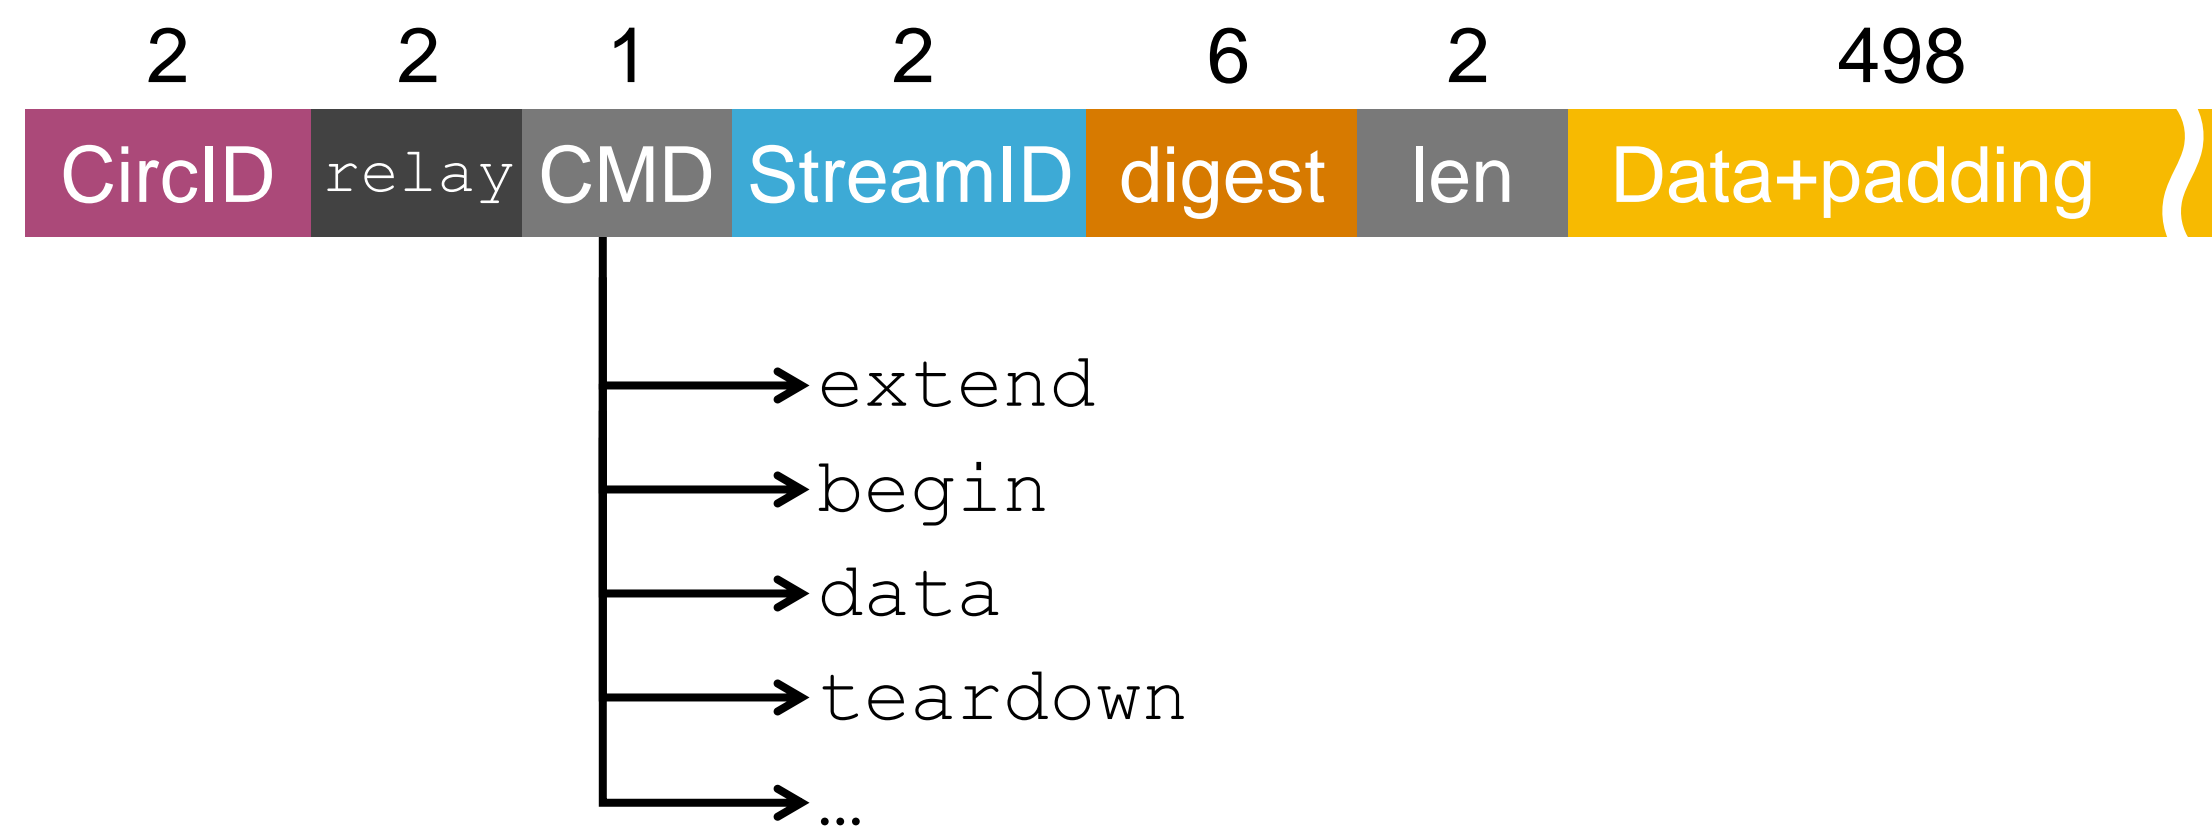 2 2 1 2 6 2 498
CircID relay CMD StreamID digest len Data+padding
extend
begin
data
teardown
…